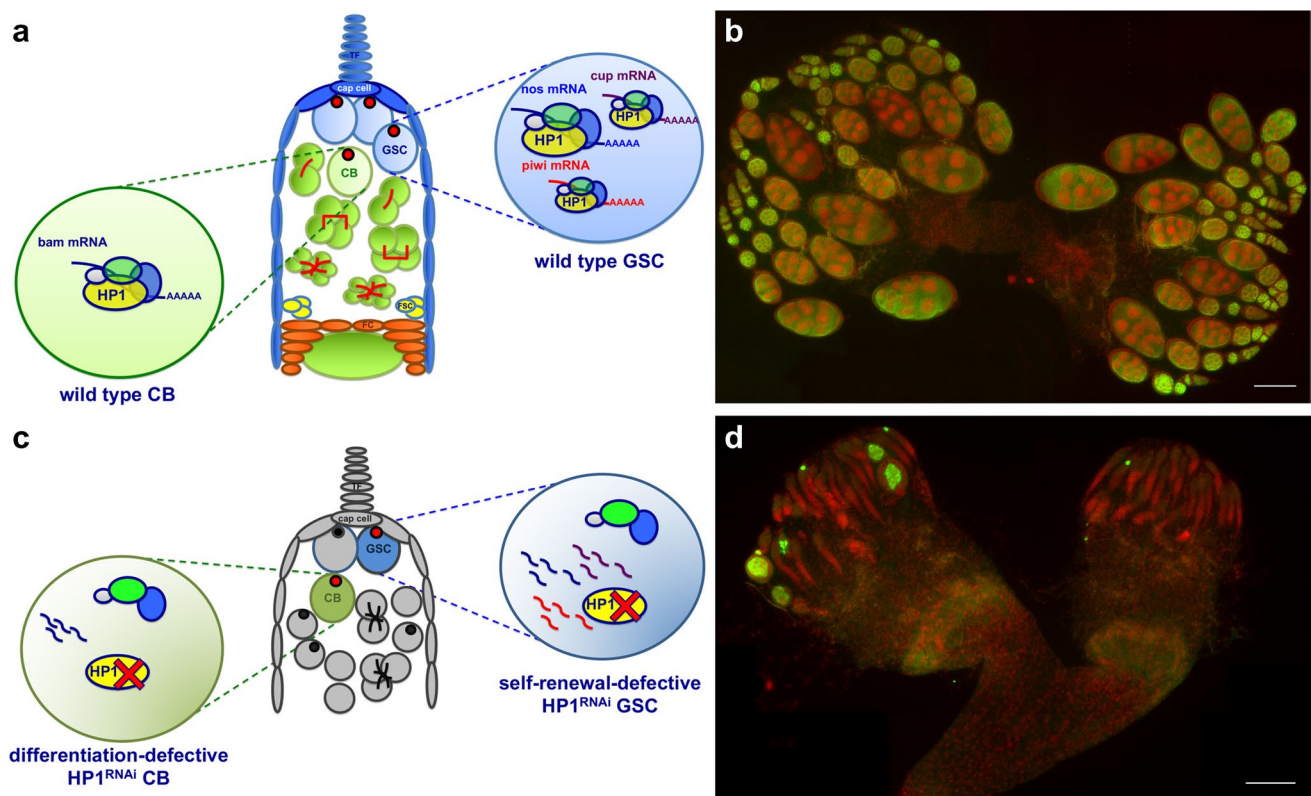 a
TF
cap cell
GSC
CB
FSC
FC
nos mRNA
cup mRNA
HP1
AAAAA
HP1
AAAAA
piwi mRNA
HP1
AAAAA
wild type GSC
bam mRNA
HP1
AAAAA
wild type CB
b
c
TF
cap cell
GSC
CB
HP1
self-renewal-defective
HP1RNAi GSC
HP1
differentiation-defective
HP1RNAi CB
d